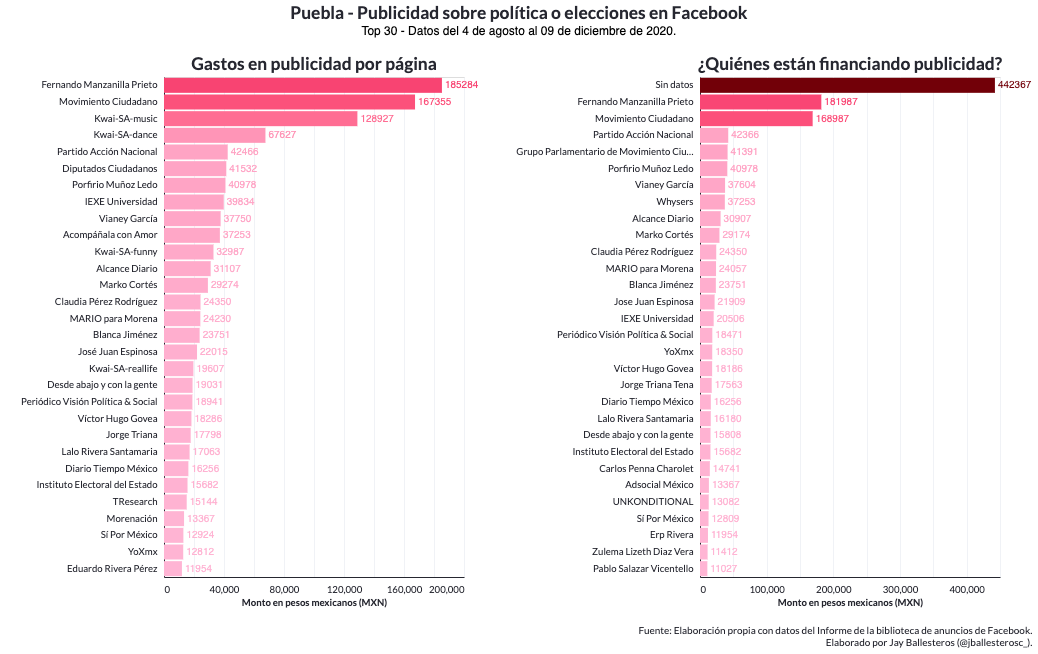 Puebla - Publicidad sobre política o elecciones en Facebook
Top 30 - Datos del 4 de agosto al 09 de diciembre de 2020.
Gastos en publicidad por página
Fernando Manzanilla Prieto 185284
Movimiento Ciudadano 167355
Kwai-SA-music 128927
Kwai-SA-dance 67627
Partido Acción Nacional 42466
Diputados Ciudadanos 41532
Porfirio Muñoz Ledo 40978
IEXE Universidad 39834
Vianey García 37750
Acompáñala con Amor 37253
Kwai-SA-funny 32987
Alcance Diario 31107
Marko Cortés 29274
Claudia Pérez Rodríguez 24350
MARIO para Morena 24230
Blanca Jiménez 23751
José Juan Espinosa 22015
Kwai-SA-reallife 19607
Desde abajo y con la gente 19031
Periódico Visión Política & Social 18941
Víctor Hugo Govea 18286
Jorge Triana 17798
Lalo Rivera Santamaria 17063
Diario Tiempo México 16256
Instituto Electoral del Estado 15682
TResearch 15144
Morenación 13367
Sí Por México 12924
YoXmx 12812
Eduardo Rivera Pérez 11954
0 40,000 80,000 120,000 160,000 200,000
Monto en pesos mexicanos (MXN)
¿Quiénes están financiando publicidad?
Sin datos 442367
Fernando Manzanilla Prieto 181987
Movimiento Ciudadano 168987
Partido Acción Nacional 42366
Grupo Parlamentario de Movimiento Ciu... 41391
Porfirio Muñoz Ledo 40978
Vianey García 37604
Whysers 37253
Alcance Diario 30907
Marko Cortés 29174
Claudia Pérez Rodríguez 24350
MARIO para Morena 24057
Blanca Jiménez 23751
Jose Juan Espinosa 21909
IEXE Universidad 20506
Periódico Visión Política & Social 18471
YoXmx 18350
Víctor Hugo Govea 18186
Jorge Triana Tena 17563
Diario Tiempo México 16256
Lalo Rivera Santamaria 16180
Desde abajo y con la gente 15808
Instituto Electoral del Estado 15682
Carlos Penna Charolet 14741
Adsocial México 13367
UNKONDITIONAL 13082
Sí Por México 12809
Erp Rivera 11954
Zulema Lizeth Diaz Vera 11412
Pablo Salazar Vicentello 11027
0 100,000 200,000 300,000 400,000
Monto en pesos mexicanos (MXN)
Fuente: Elaboración propia con datos del Informe de la biblioteca de anuncios de Facebook.
Elaborado por Jay Ballesteros (@jballesterosc_).